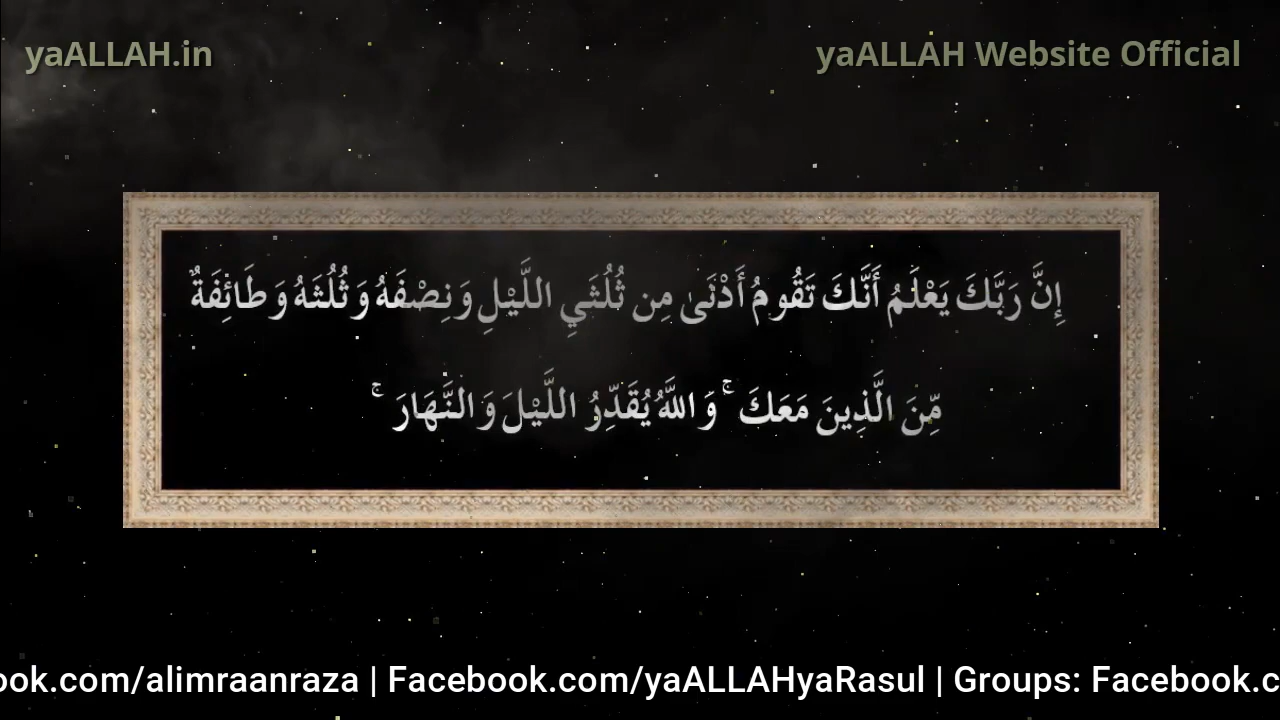 yaALLAH.in
yaALLAH Website Official
إِنَّ رَبَّكَ يَعْلَمُ أَنَّكَ تَقُومُ أَدْنَىٰ مِن ثُلُثَيِ اللَّيْلِ وَنِصْفَهُ وَثُلُثَهُ وَطَائِفَةٌ
مِّنَ الَّذِينَ مَعَكَ ۚ وَاللَّهُ يُقَدِّرُ اللَّيْلَ وَالنَّهَارَ ۚ
ook.com/alimraanraza | Facebook.com/yaALLAHyaRasul | Groups: Facebook.c